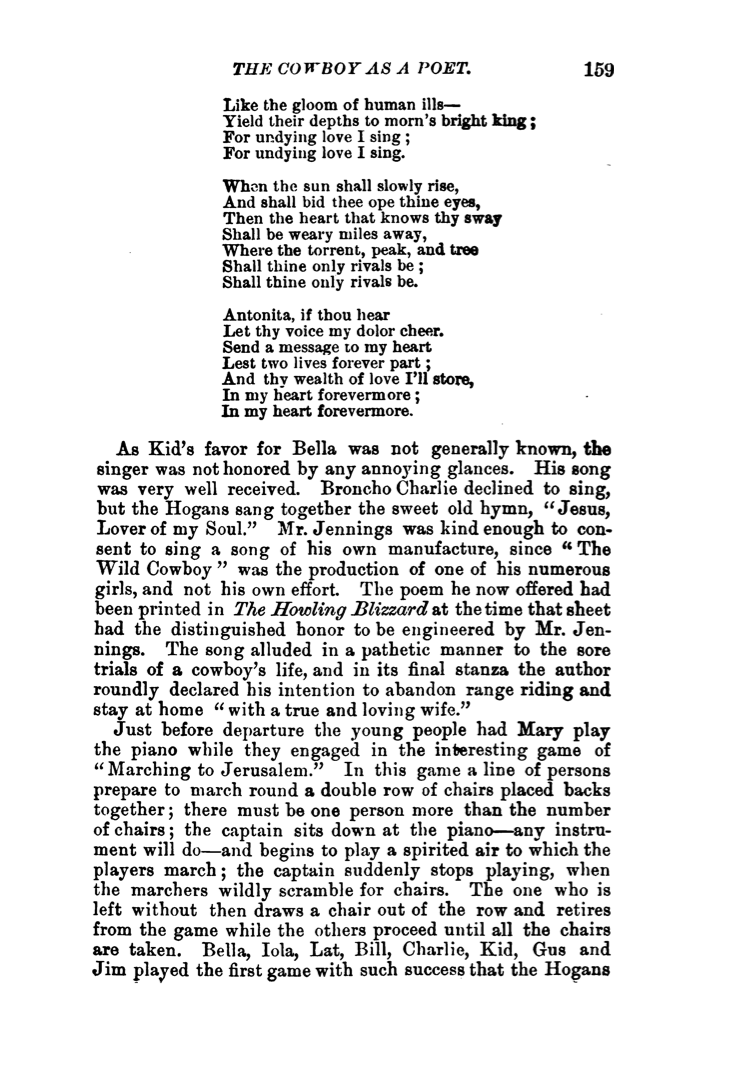 THE COWBOY AS A POET. 159
Like the gloom of human ills—
Yield their depths to morn's bright king;
For undying love I sing;
For undying love I sing.
When the sun shall slowly rise,
And shall bid thee ope thine eyes,
Then the heart that knows thy sway
Shall be weary miles away,
Where the torrent, peak, and tree
Shall thine only rivals be;
Shall thine only rivals be.
Antonita, if thou hear
Let thy voice my dolor cheer.
Send a message to my heart
Lest two lives forever part;
And thy wealth of love I'll store,
In my heart forevermore;
In my heart forevermore.
As Kid's favor for Bella was not generally known, the
singer was not honored by any annoying glances. His song
was very well received. Broncho Charlie declined to sing,
but the Hogans sang together the sweet old hymn, "Jesus,
Lover of my Soul." Mr. Jennings was kind enough to con-
sent to sing a song of his own manufacture, since "The
Wild Cowboy" was the production of one of his numerous
girls, and not his own effort. The poem he now offered had
been printed in The Howling Blizzard at the time that sheet
had the distinguished honor to be engineered by Mr. Jen-
nings. The song alluded in a pathetic manner to the sore
trials of a cowboy's life, and in its final stanza the author
roundly declared his intention to abandon range riding and
stay at home "with a true and loving wife."
Just before departure the young people had Mary play
the piano while they engaged in the interesting game of
"Marching to Jerusalem." In this game a line of persons
prepare to march round a double row of chairs placed backs
together; there must be one person more than the number
of chairs; the captain sits down at the piano—any instru-
ment will do—and begins to play a spirited air to which the
players march; the captain suddenly stops playing, when
the marchers wildly scramble for chairs. The one who is
left without then draws a chair out of the row and retires
from the game while the others proceed until all the chairs
are taken. Bella, Iola, Lat, Bill, Charlie, Kid, Gus and
Jim played the first game with such success that the Hogans